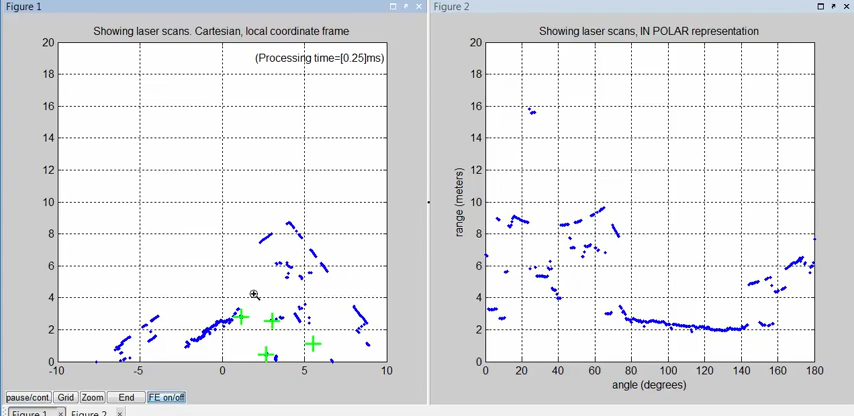 Figure 1
Showing laser scans. Cartesian, local coordinate frame
(Processing time=[0.25]ms)
20
18
16
14
12
10
8
6
4
2
0
-10
-5
0
5
10
pause/cont.
Grid
Zoom
End
FE on/off
Figure 1
Figure 2
Figure 2
Showing laser scans, IN POLAR representation
range (meters)
20
18
16
14
12
10
8
6
4
2
0
0
20
40
60
80
100
120
140
160
180
angle (degrees)